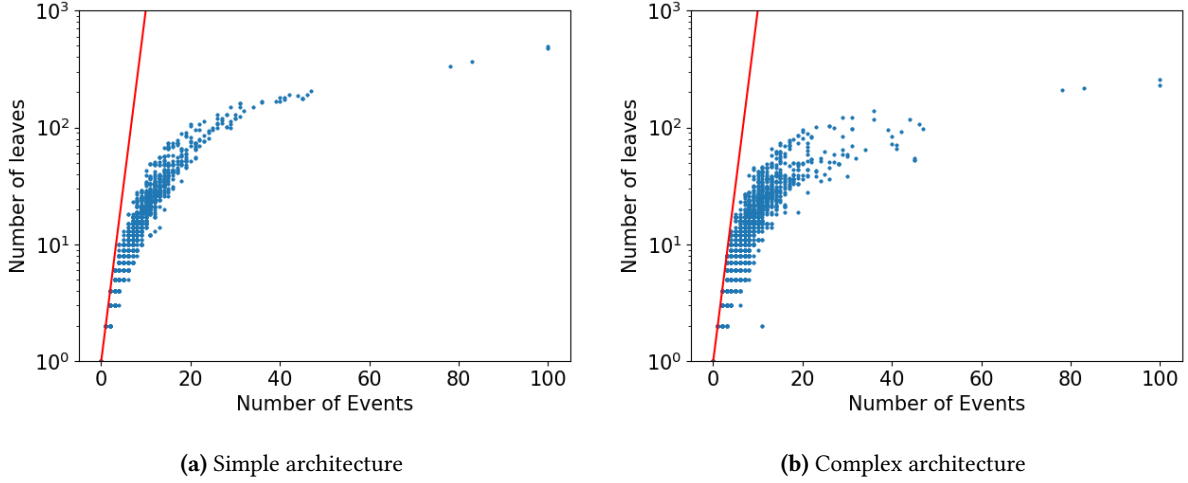 10³
10²
10¹
10⁰
Number of leaves
0 20 40 60 80 100
Number of Events
(a) Simple architecture
10³
10²
10¹
10⁰
Number of leaves
0 20 40 60 80 100
Number of Events
(b) Complex architecture